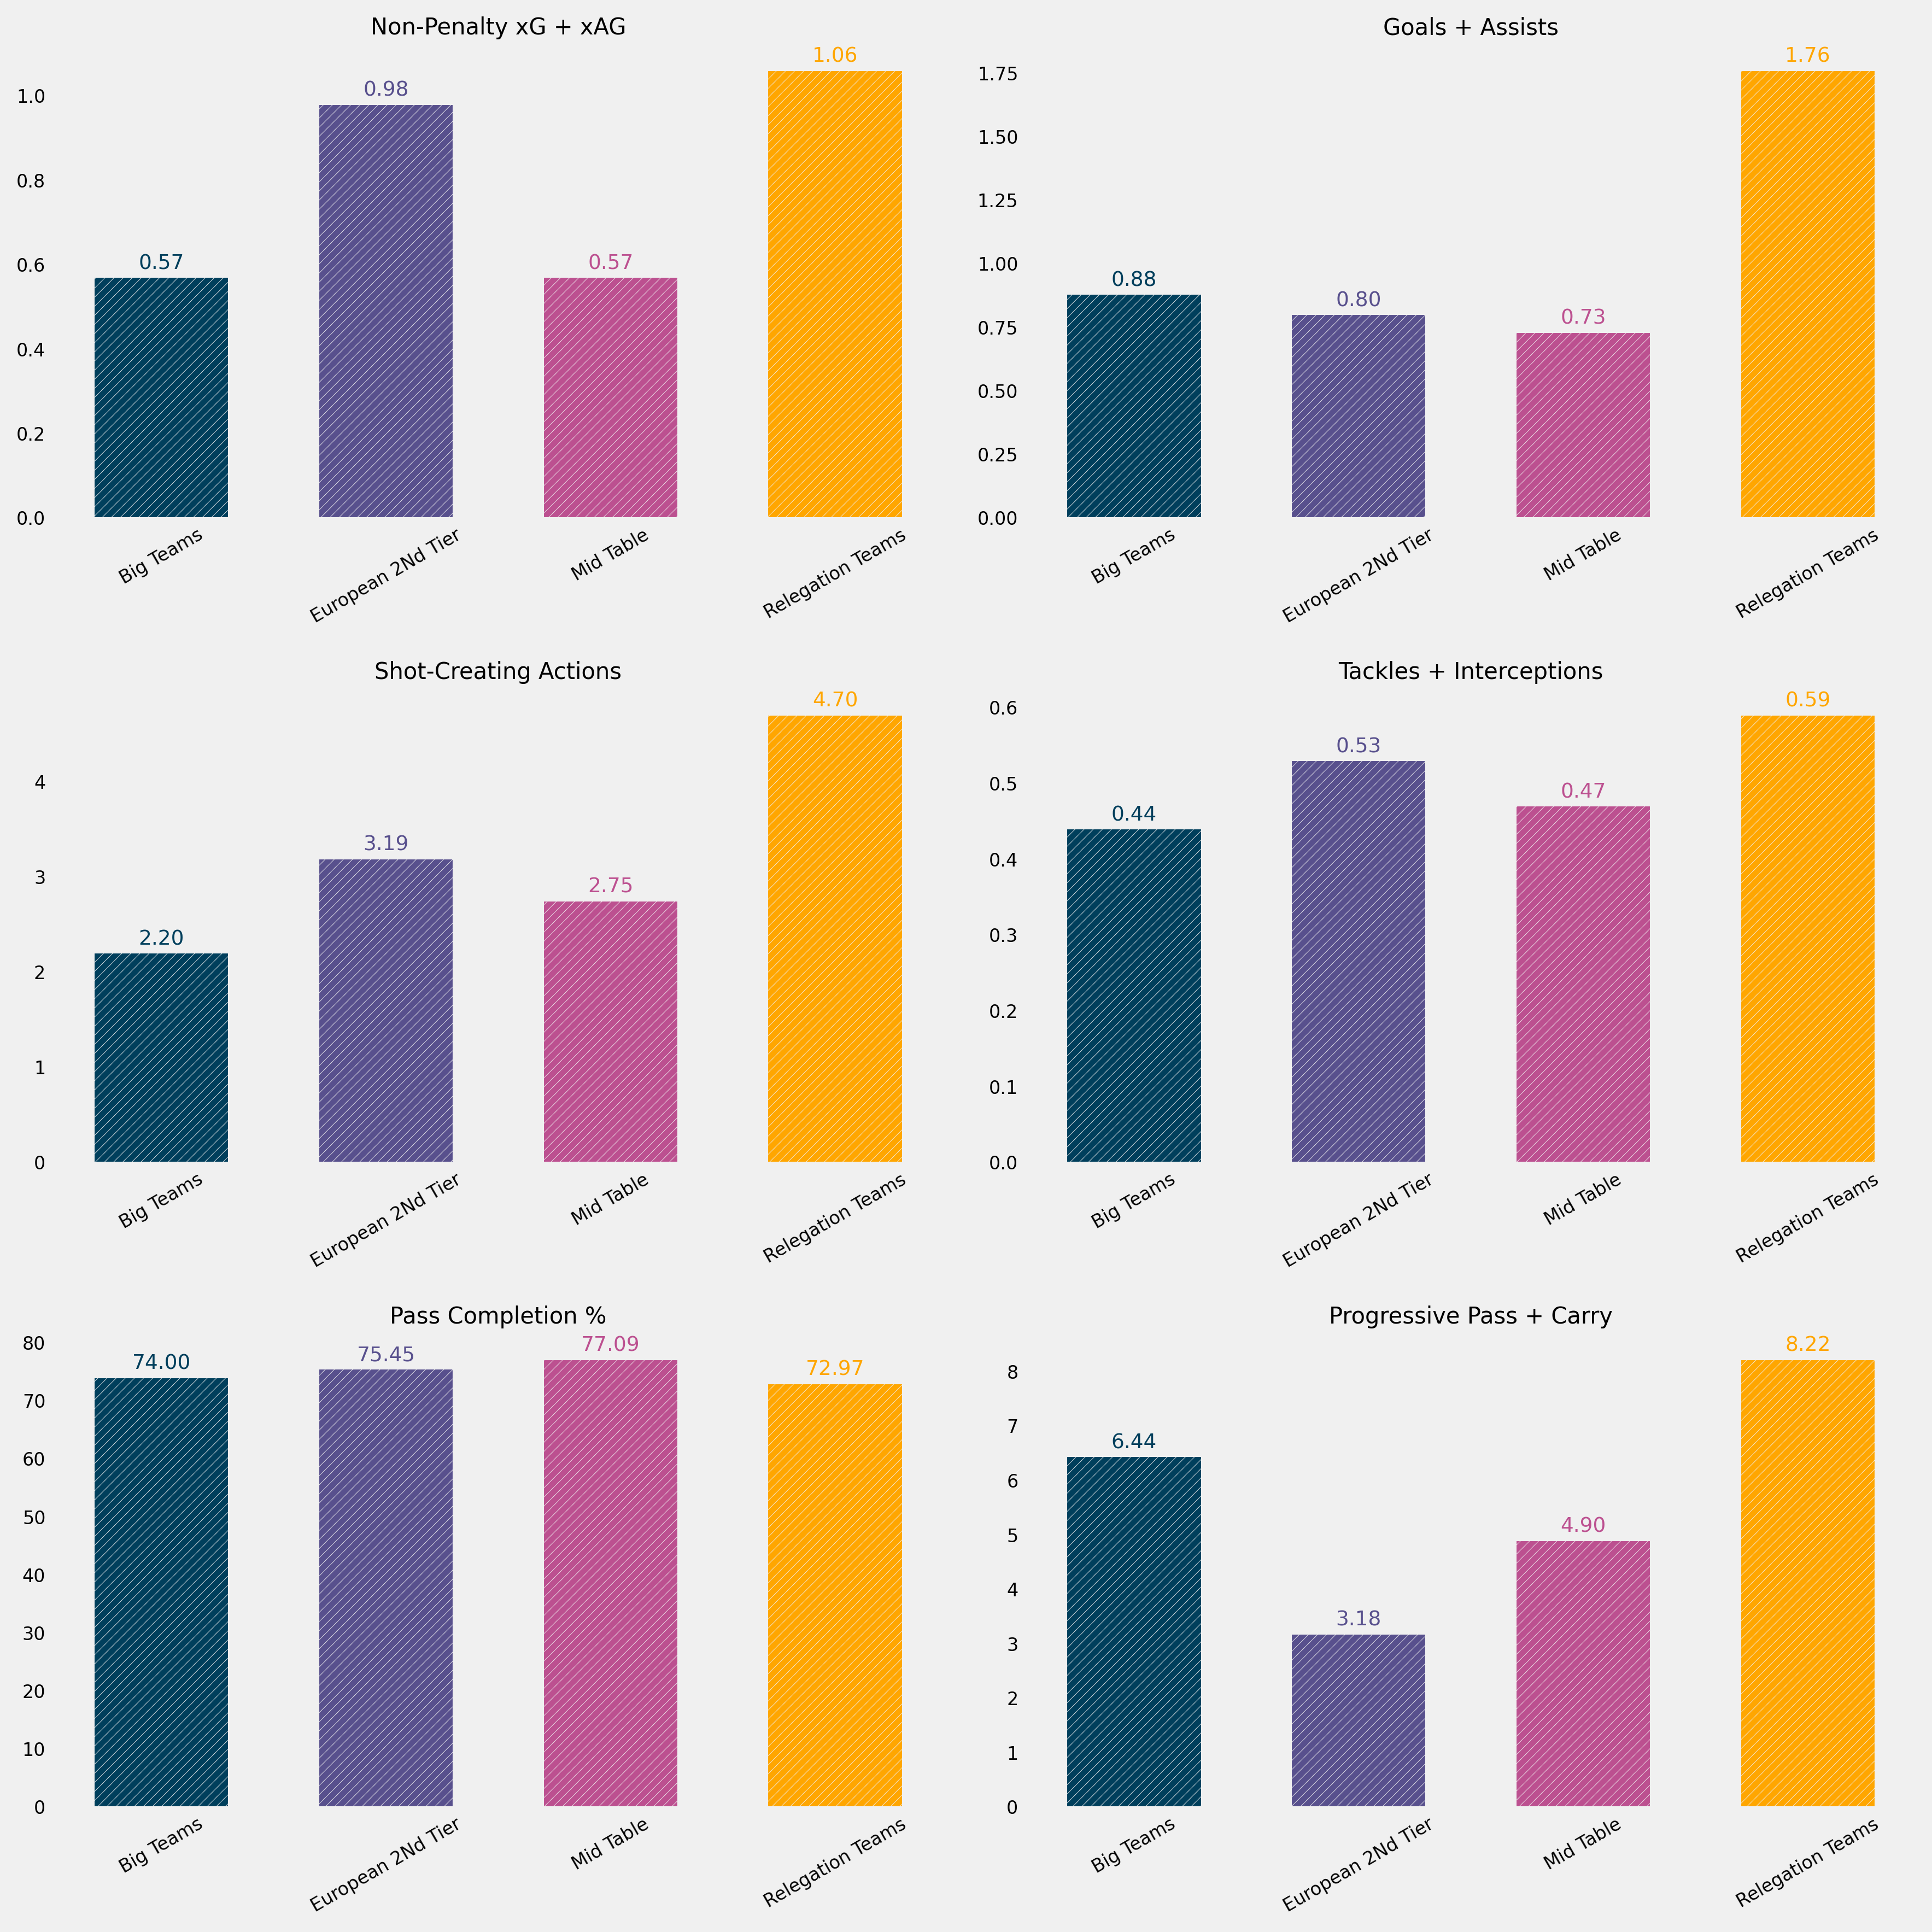 Non-Penalty xG + xAG
1.06
0.98
0.57
0.57
1.0
0.8
0.6
0.4
0.2
0.0
Big Teams
European 2Nd Tier
Mid Table
Relegation Teams
Goals + Assists
1.76
0.88
0.80
0.73
1.75
1.50
1.25
1.00
0.75
0.50
0.25
0.00
Big Teams
European 2Nd Tier
Mid Table
Relegation Teams
Shot-Creating Actions
4.70
3.19
2.75
2.20
4
3
2
1
0
Big Teams
European 2Nd Tier
Mid Table
Relegation Teams
Tackles + Interceptions
0.59
0.53
0.47
0.44
0.6
0.5
0.4
0.3
0.2
0.1
0.0
Big Teams
European 2Nd Tier
Mid Table
Relegation Teams
Pass Completion %
74.00
75.45
77.09
72.97
80
70
60
50
40
30
20
10
0
Big Teams
European 2Nd Tier
Mid Table
Relegation Teams
Progressive Pass + Carry
8.22
6.44
4.90
3.18
8
7
6
5
4
3
2
1
0
Big Teams
European 2Nd Tier
Mid Table
Relegation Teams